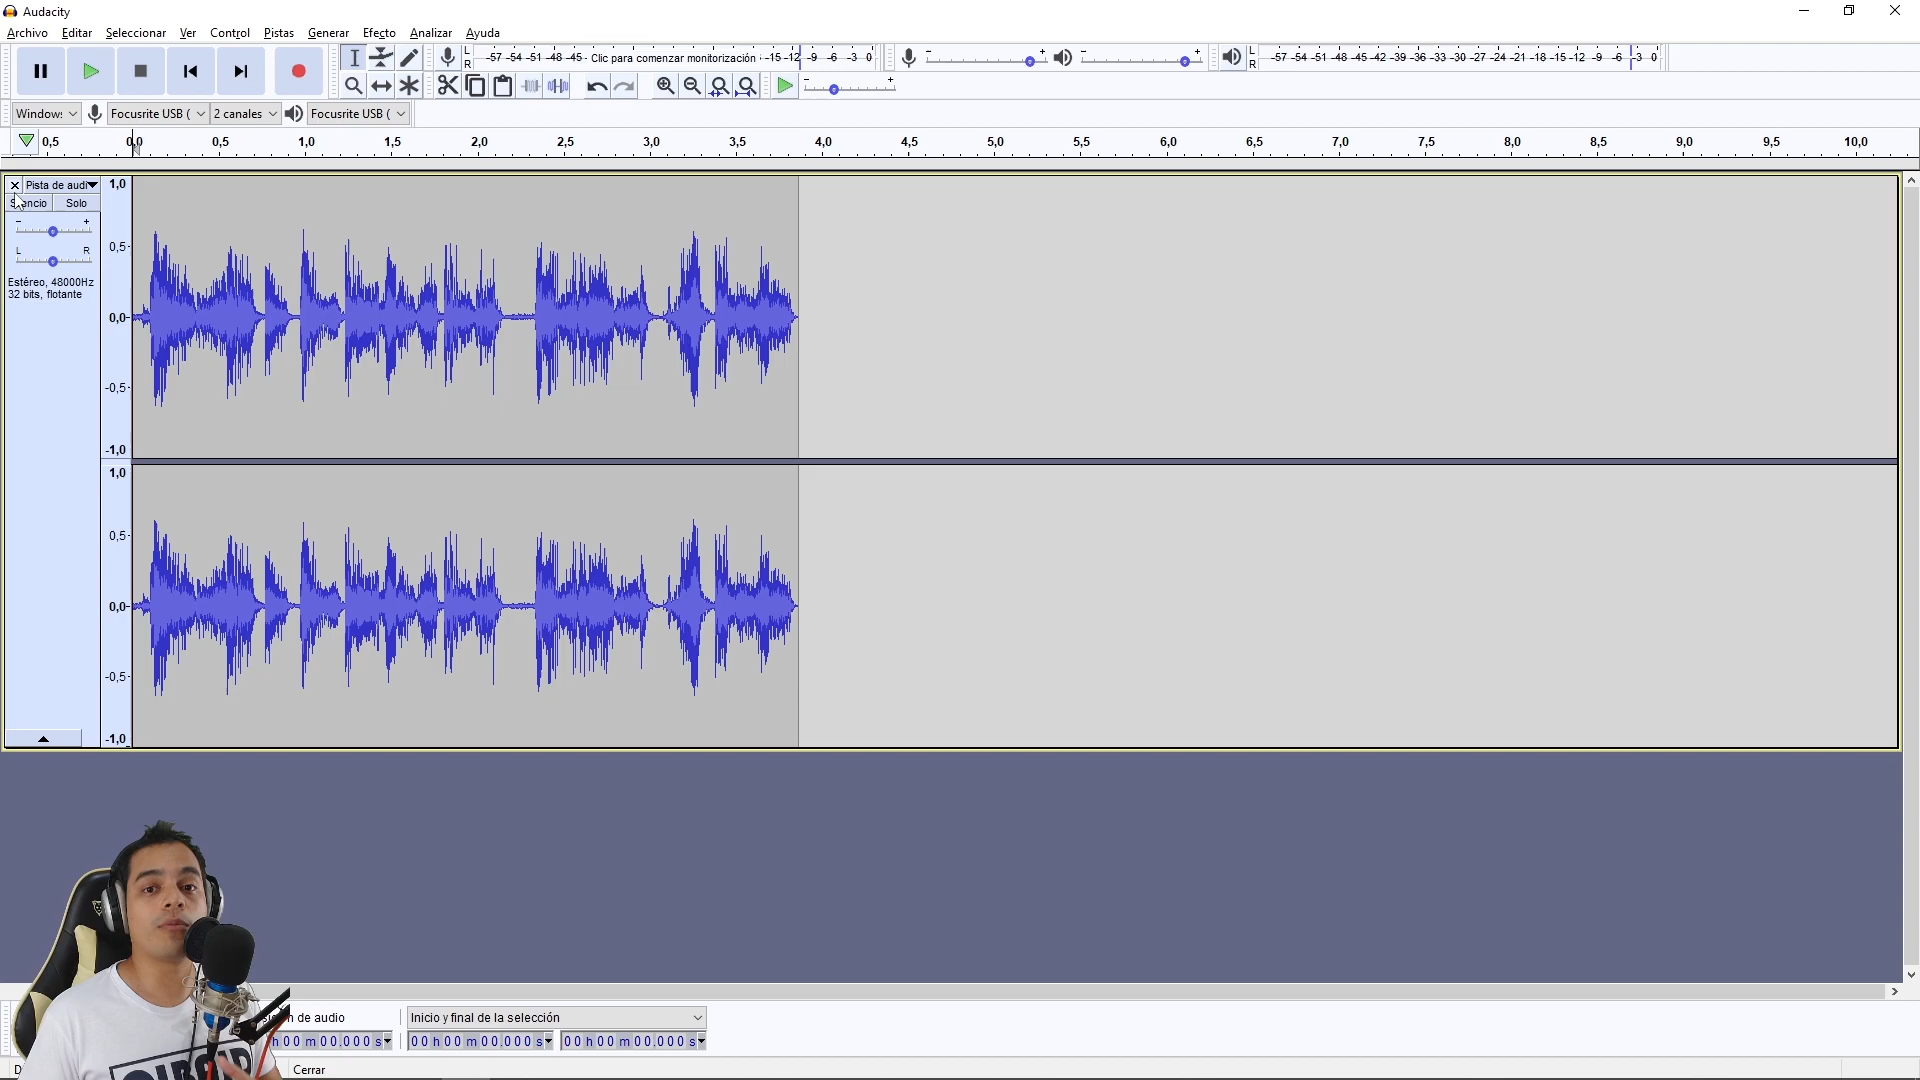 Audacity
Archivo Editar Seleccionar Ver Control Pistas Generar Efecto Analizar Ayuda
L
R
-57 -54 -51 -48 -45 - Clic para comenzar monitorización -15 -12 -9 -6 -3 0
- +
- +
L
R
-57 -54 -51 -48 -45 -42 -39 -36 -33 -30 -27 -24 -21 -18 -15 -12 -9 -6 -3 0
- +
Window: Focusrite USB ( 2 canales Focusrite USB (
0,5 0,0 0,5 1,0 1,5 2,0 2,5 3,0 3,5 4,0 4,5 5,0 5,5 6,0 6,5 7,0 7,5 8,0 8,5 9,0 9,5 10,0
Pista de audi
Solo
- +
L R
Estéreo, 48000Hz
32 bits, flotante
1,0
0,5-
0,0-
-0,5-
-1,0
1,0
0,5-
0,0-
-0,5-
-1,0
n de audio
Inicio y final de la selección
h 00 m 00.000 s
00 h 00 m 00.000 s
00 h 00 m 00.000 s
Cerrar